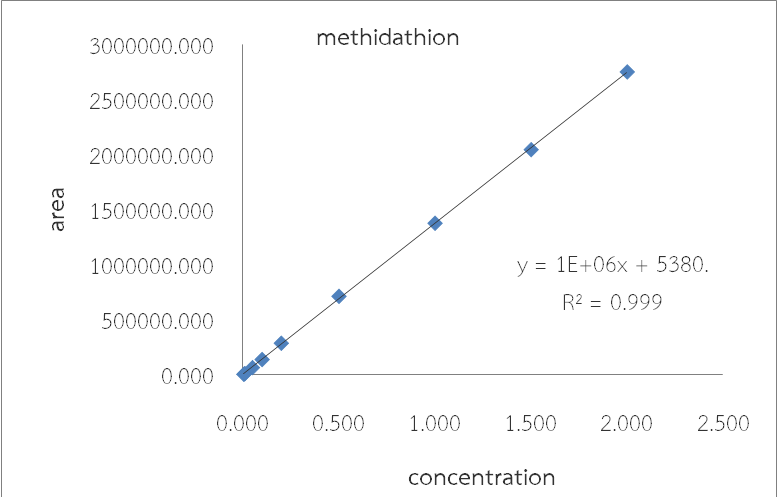 methidathion
3000000.000
2500000.000
2000000.000
1500000.000
1000000.000
500000.000
0.000
area
y = 1E+06x + 5380.
R² = 0.999
0.000 0.500 1.000 1.500 2.000 2.500
concentration